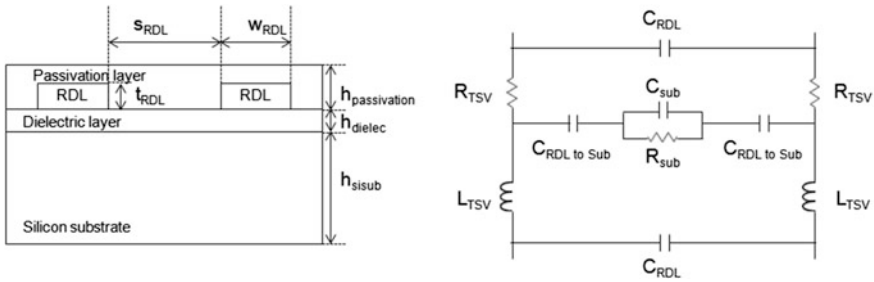 sRDL
wRDL
Passivation layer
RDL
tRDL
RDL
hpassivation
Dielectric layer
hdielec
hsisub
Silicon substrate
CRDL
RTSV
Csub
RTSV
CRDL to Sub
Rsub
CRDL to Sub
LTSV
LTSV
CRDL